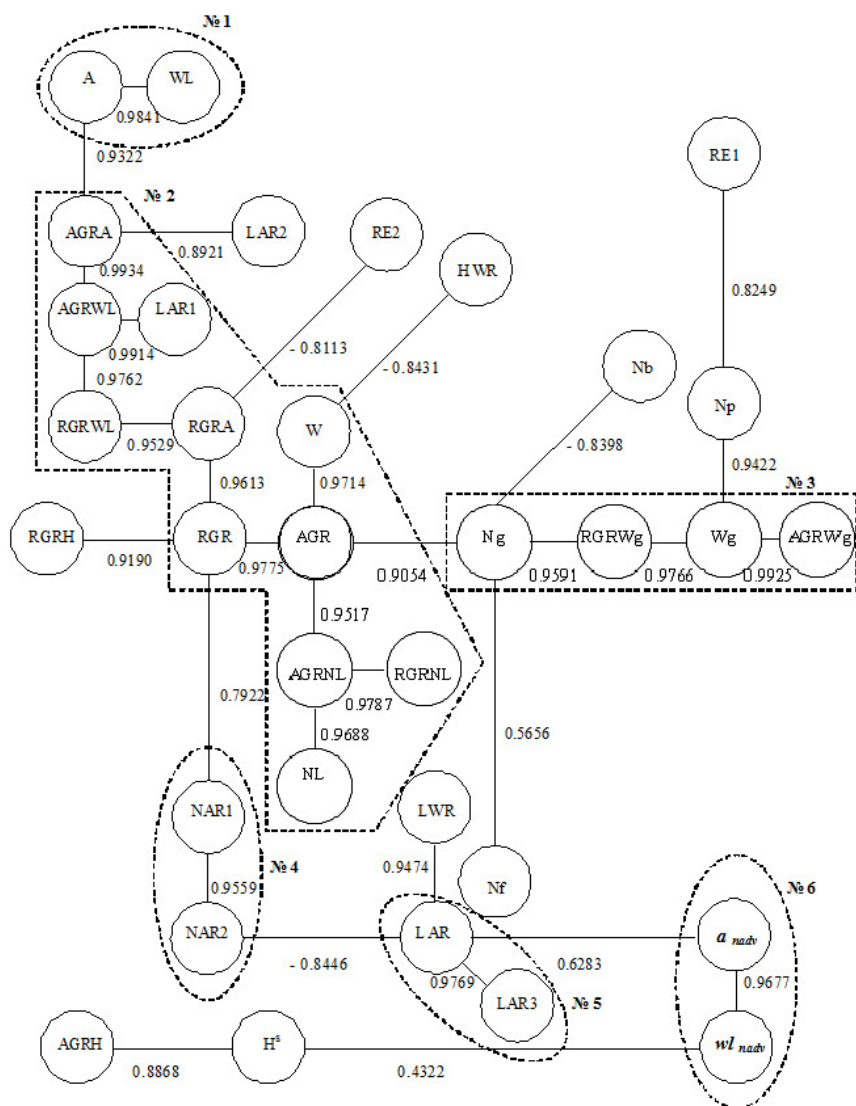 № 1
A
WL
0.9841
0.9322
RE1
№ 2
AGRA
LAR2
RE2
0.8921
HWR
0.9934
AGRWL
LAR1
0.8249
0.9914
- 0.8113
0.9762
- 0.8431
Nb
RGRWL
RGRA
W
Np
0.9529
- 0.8398
0.9422
0.9613
0.9714
№ 3
RGRH
RGR
AGR
Ng
RGRWg
Wg
AGRWg
0.9190
0.9775
0.9054
0.9591
0.9766
0.9925
0.9517
AGRNL
RGRNL
0.9787
0.7922
0.5656
0.9688
NL
NAR1
LWR
№ 4
0.9474
Nf
№ 6
0.9559
NAR2
LAR
a nadv
- 0.8446
0.6283
0.9769
0.9677
LAR3
№ 5
AGRH
Hˢ
wl nadv
0.8868
0.4322